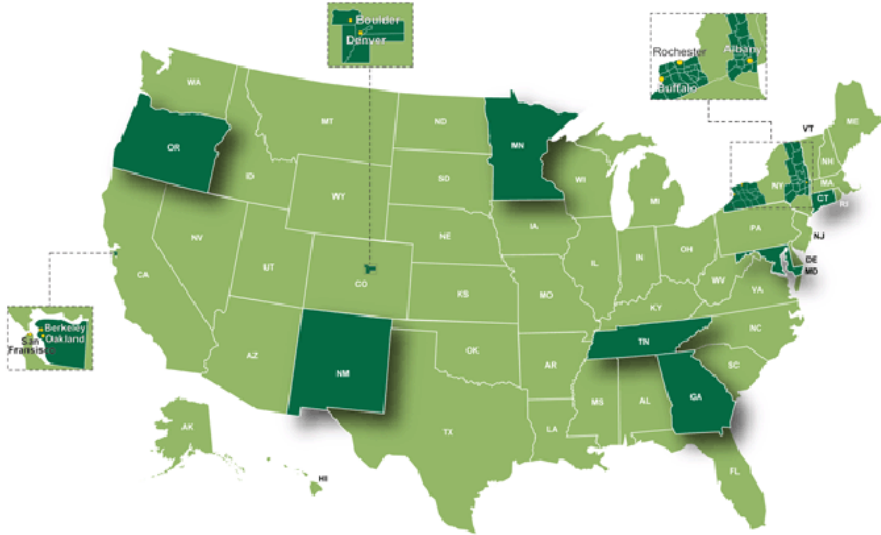 Boulder
Denver
Rochester
Albany
Buffalo
VT
ME
WA
MT
ND
MN
OR
ID
SD
WI
NH
NY
MA
CT
RI
WY
MI
IA
PA
NJ
NV
NE
OH
DE
MD
CA
UT
CO
IL
IN
WV
VA
KS
MO
KY
Berkeley
Oakland
San
Fransisco
AZ
NM
OK
AR
TN
NC
SC
MS
AL
GA
TX
LA
AK
HI
FL